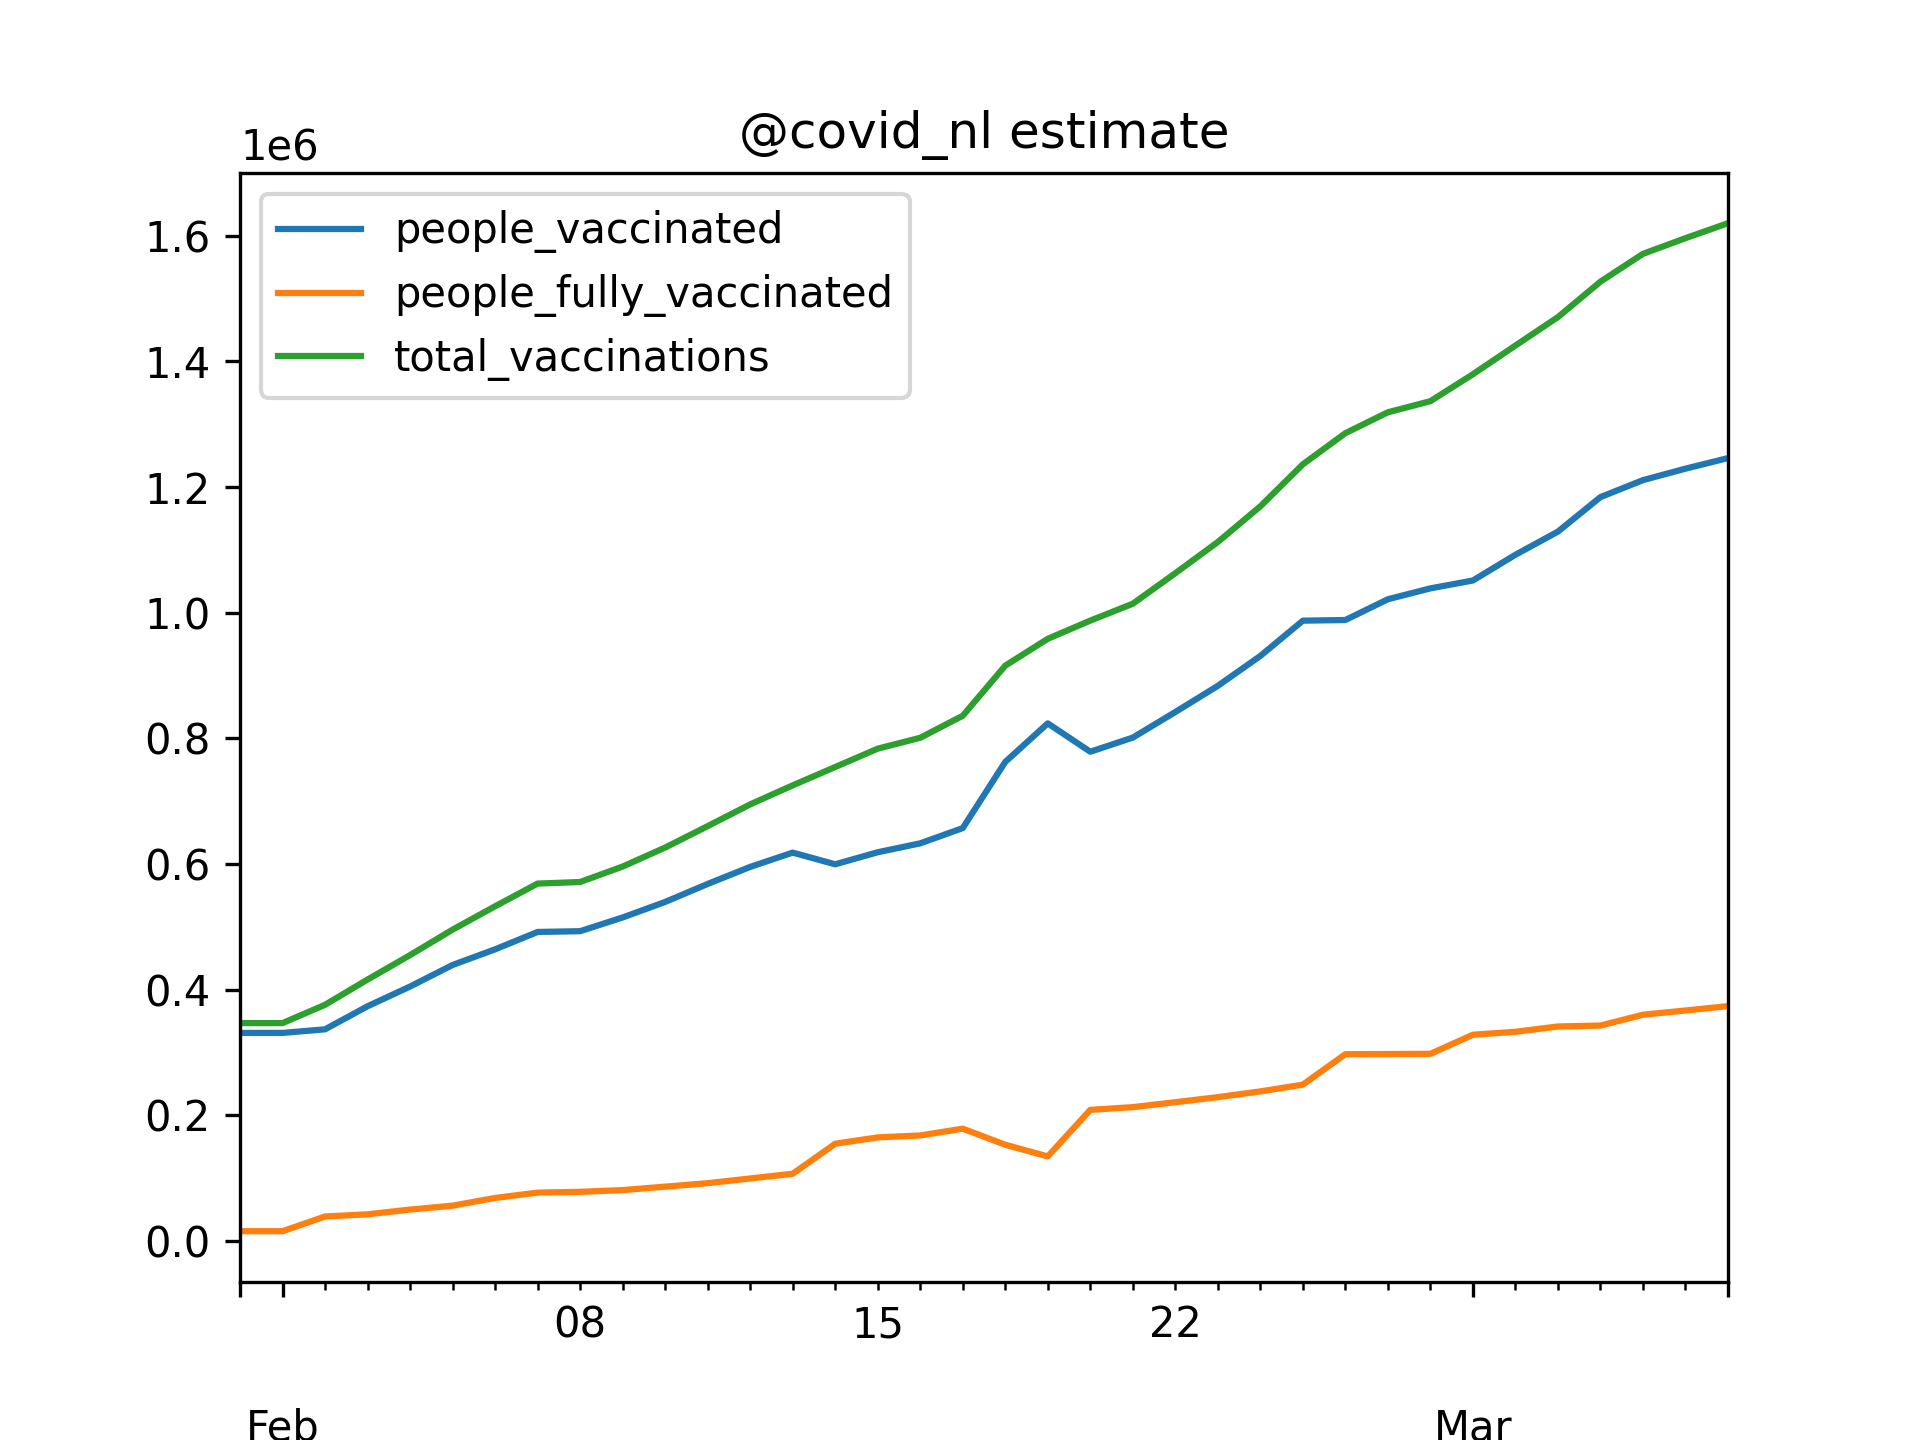 @covid_nl estimate
1e6
people_vaccinated
people_fully_vaccinated
total_vaccinations
1.6
1.4
1.2
1.0
0.8
0.6
0.4
0.2
0.0
08 15 22
Feb Mar